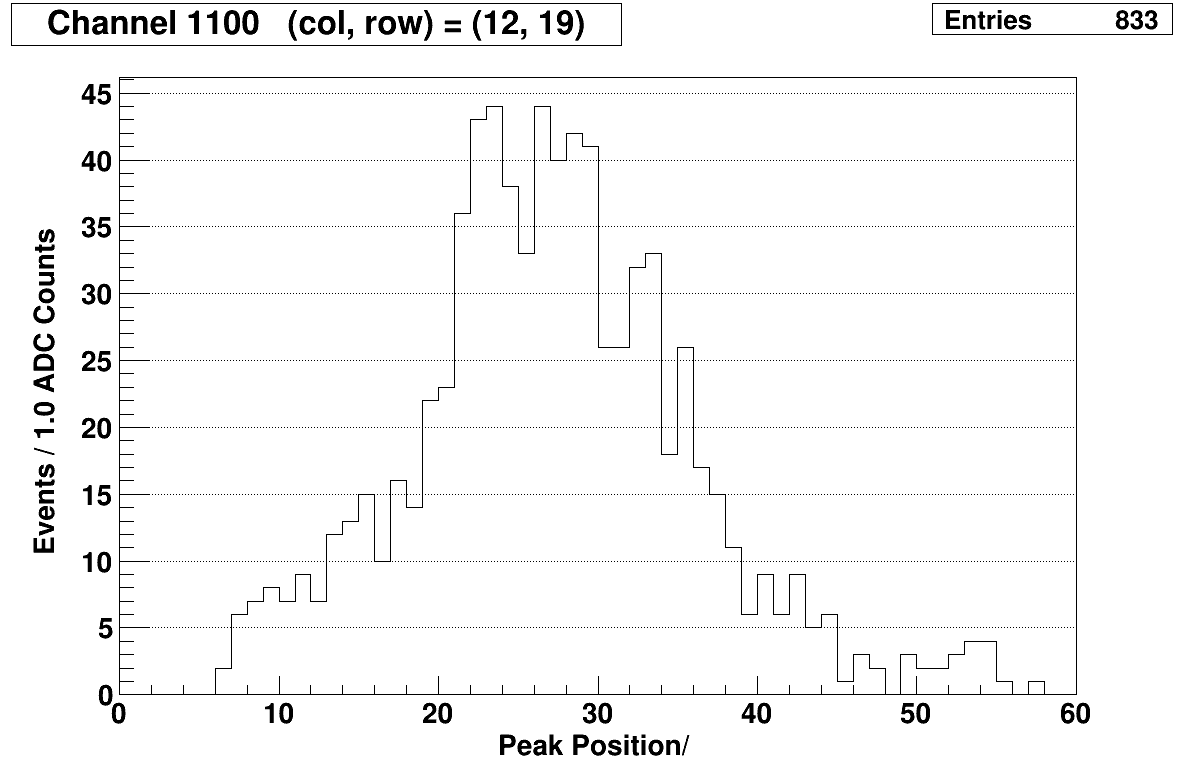 Channel 1100 (col, row) = (12, 19)
Entries 833
Events / 1.0 ADC Counts
45
40
35
30
25
20
15
10
5
0
0 10 20 30 40 50 60
Peak Position/